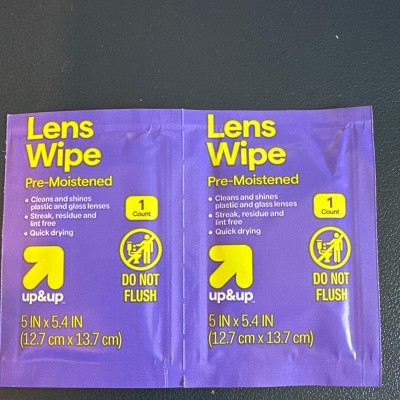 Lens
Wipe
Pre-Moistened
• Cleans and shines
plastic and glass lenses
• Streak, residue and
lint free
• Quick drying
1
Count
DO NOT
FLUSH
up&up
5 IN x 5.4 IN
(12.7 cm x 13.7 cm)
Lens
Wipe
Pre-Moistened
• Cleans and shines
plastic and glass lenses
• Streak, residue and
lint free
• Quick drying
1
Count
DO NOT
FLUSH
up&up
5 IN x 5.4 IN
(12.7 cm x 13.7 cm)